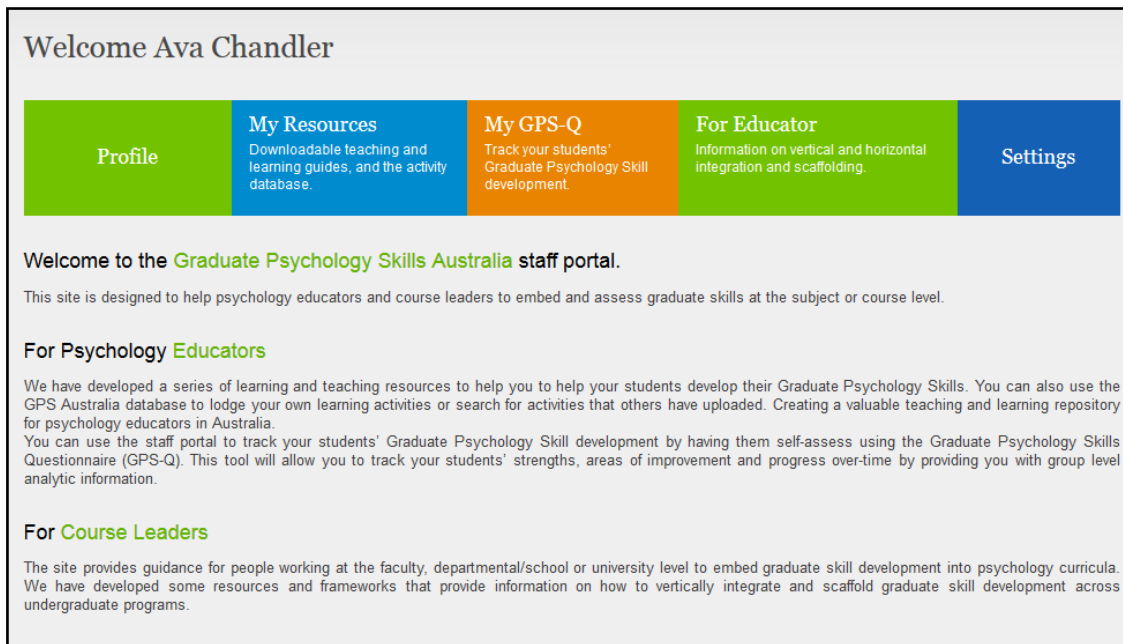 Welcome Ava Chandler
Profile
My Resources
Downloadable teaching and
learning guides, and the activity
database.
My GPS-Q
Track your students'
Graduate Psychology Skill
development.
For Educator
Information on vertical and horizontal
integration and scaffolding.
Settings
Welcome to the Graduate Psychology Skills Australia staff portal.
This site is designed to help psychology educators and course leaders to embed and assess graduate skills at the subject or course level.
For Psychology Educators
We have developed a series of learning and teaching resources to help you to help your students develop their Graduate Psychology Skills. You can also use the
GPS Australia database to lodge your own learning activities or search for activities that others have uploaded. Creating a valuable teaching and learning repository
for psychology educators in Australia.
You can use the staff portal to track your students' Graduate Psychology Skill development by having them self-assess using the Graduate Psychology Skills
Questionnaire (GPS-Q). This tool will allow you to track your students' strengths, areas of improvement and progress over-time by providing you with group level
analytic information.
For Course Leaders
The site provides guidance for people working at the faculty, departmental/school or university level to embed graduate skill development into psychology curricula.
We have developed some resources and frameworks that provide information on how to vertically integrate and scaffold graduate skill development across
undergraduate programs.